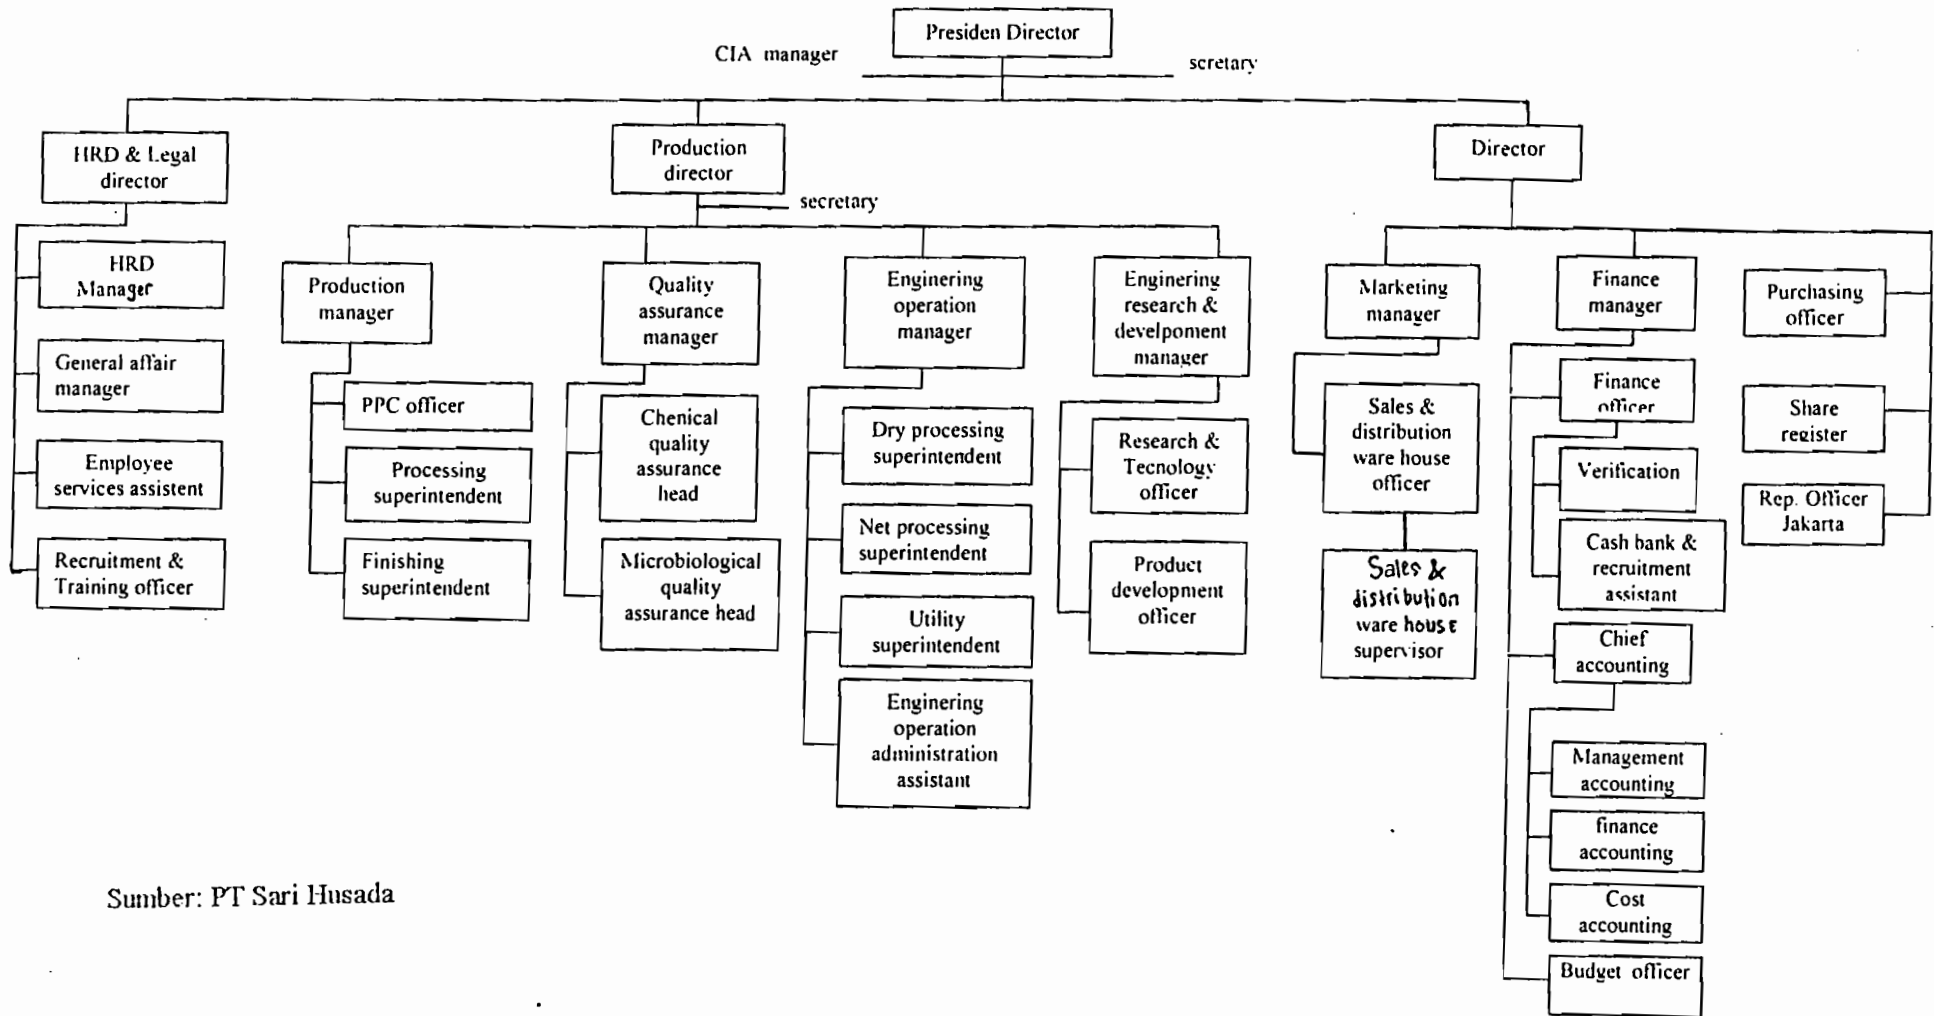 Presiden Director
CIA manager
scretary
HRD & Legal
director
Production
director
Director
secretary
HRD
Manager
General affair
manager
Employee
services assistent
Recruitment &
Training officer
Production
manager
PPC officer
Processing
superintendent
Finishing
superintendent
Quality
assurance
manager
Chenical
quality
assurance
head
Microbiological
quality
assurance head
Enginering
operation
manager
Dry processing
superintendent
Net processing
superintendent
Utility
superintendent
Enginering
operation
administration
assistant
Enginering
research &
develpoment
manager
Research &
Tecnology
officer
Product
development
officer
Marketing
manager
Sales &
distribution
ware house
officer
Sales &
distribution
ware house
supervisor
Finance
manager
Finance
officer
Verification
Cash bank &
recruitment
assistant
Chief
accounting
Management
accounting
finance
accounting
Cost
accounting
Budget officer
Purchasing
officer
Share
register
Rep. Officer
Jakarta
Sumber: PT Sari Husada